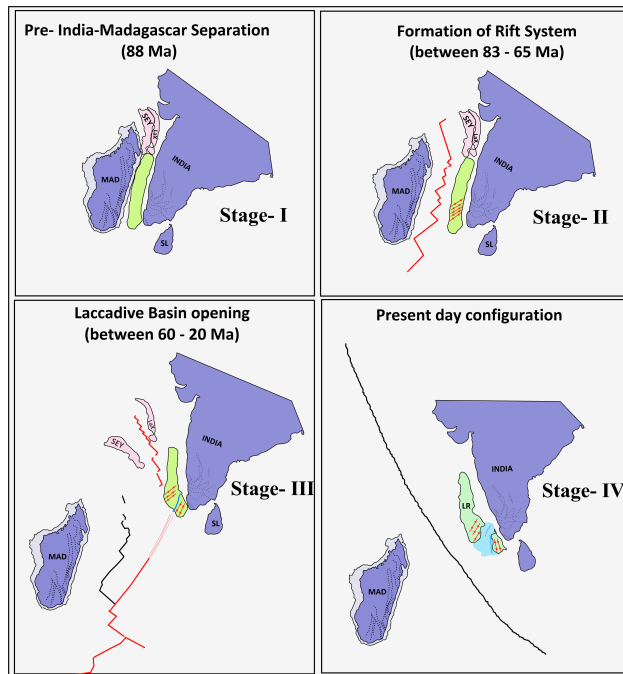 Pre- India-Madagascar Separation
(88 Ma)
SEY
LR
INDIA
MAD
Stage- I
SL
Formation of Rift System
(between 83 - 65 Ma)
SEY
INDIA
MAD
Stage- II
SL
Laccadive Basin opening
(between 60 - 20 Ma)
SEY
INDIA
Stage- III
SL
MAD
Present day configuration
INDIA
LR
Stage- IV
MAD